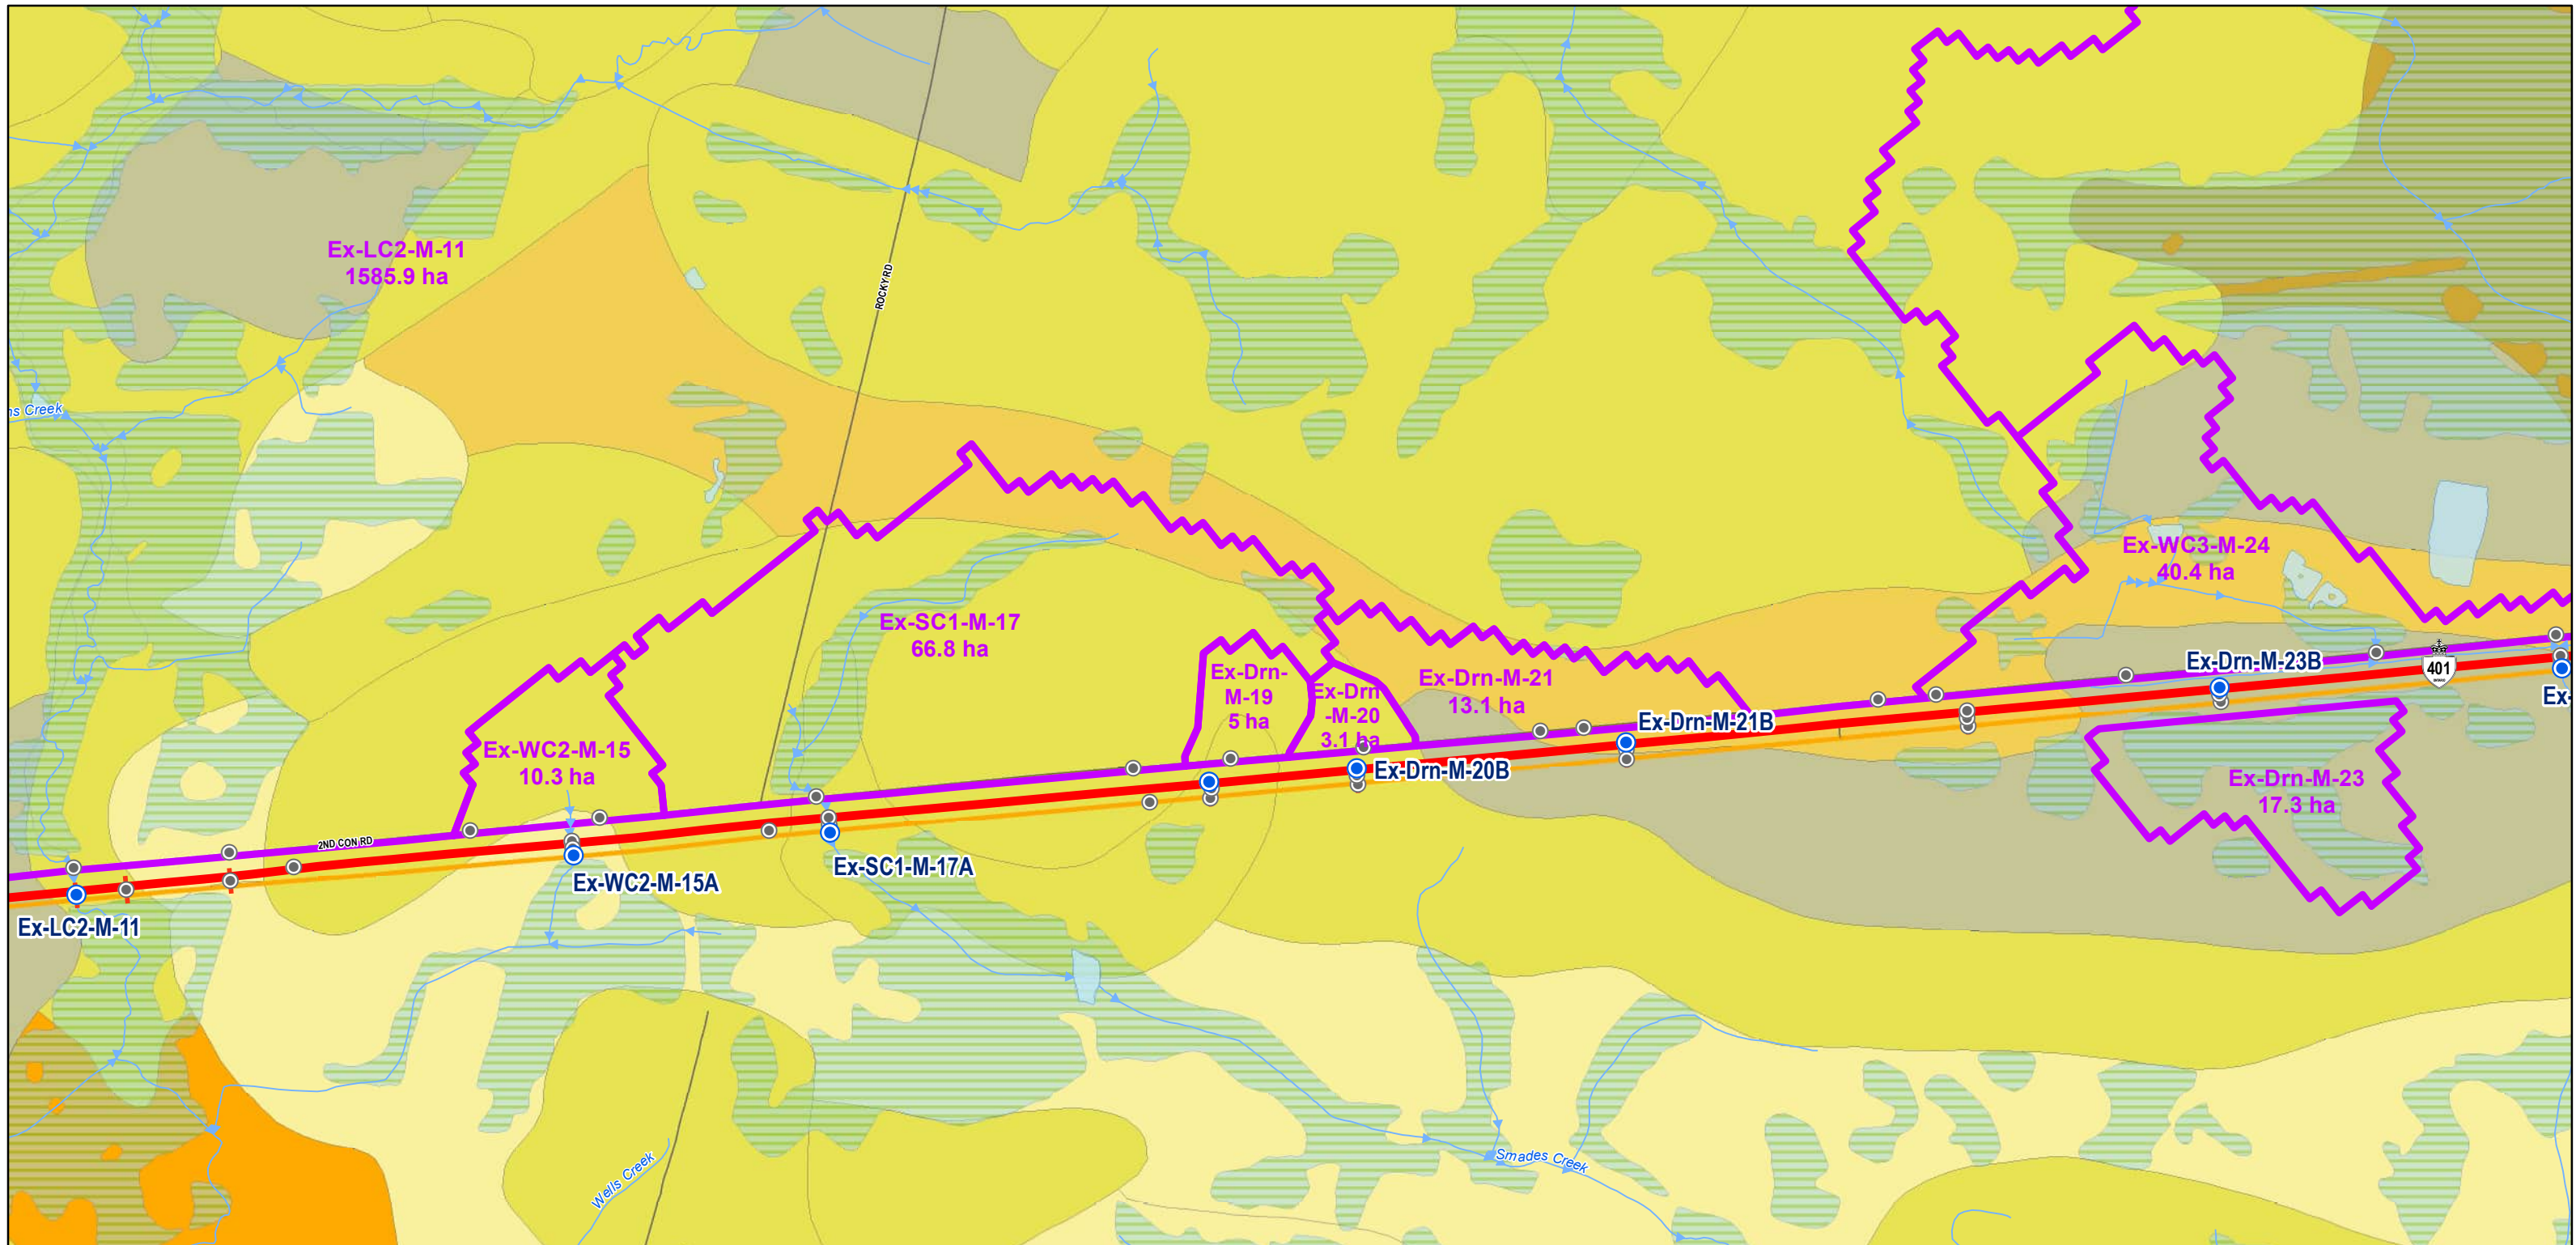 Ex-LC2-M-11
1585.9 ha
ROCKY RD
ns Creek
Ex-SC1-M-17
66.8 ha
Ex-WC3-M-24
40.4 ha
Ex-Drn-
M-19
5 ha
Ex-Drn
-M-20
3.1 ha
Ex-Drn-M-21
13.1 ha
Ex-Drn-M-23B
401
Ex-
Ex-Drn-M-21B
Ex-WC2-M-15
10.3 ha
Ex-Drn-M-20B
Ex-Drn-M-23
17.3 ha
2ND CON RD
Ex-WC2-M-15A
Ex-SC1-M-17A
Ex-LC2-M-11
Wells Creek
Smades Creek